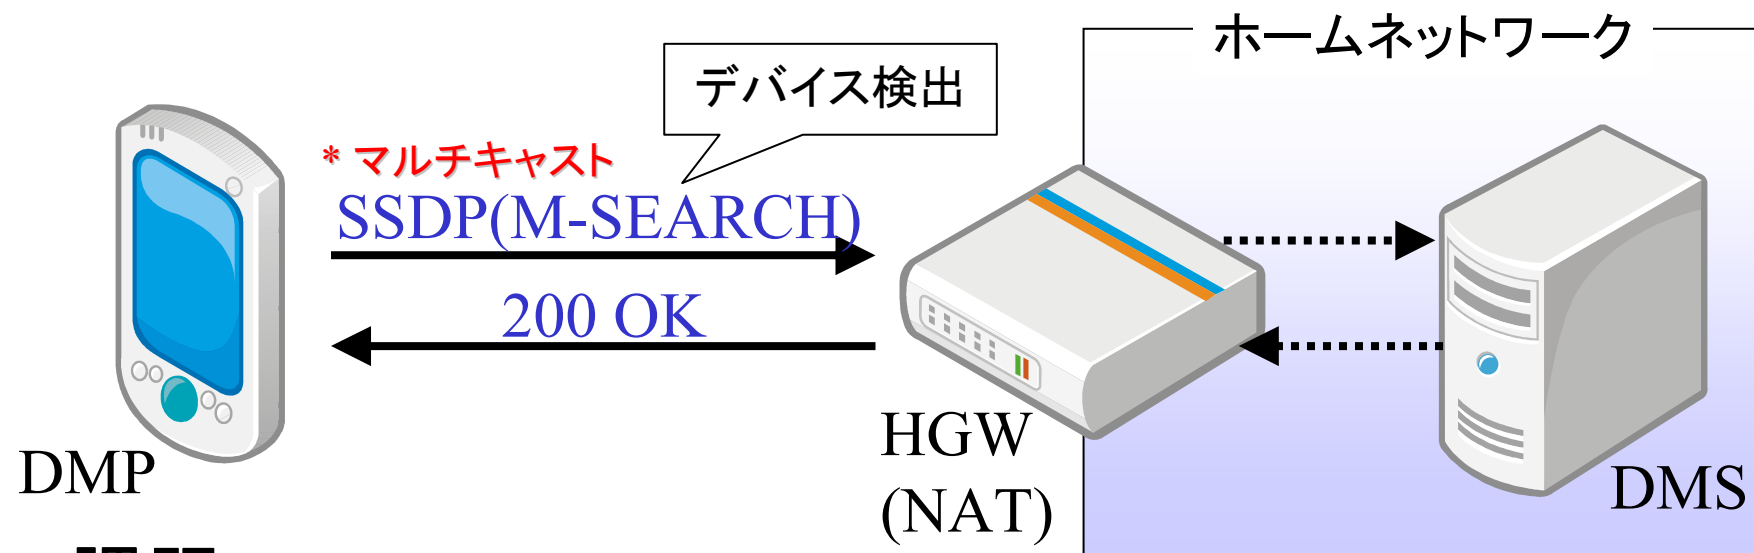 ホームネットワーク
デバイス検出
* マルチキャスト
SSDP(M-SEARCH)
200 OK
DMP
HGW
(NAT)
DMS